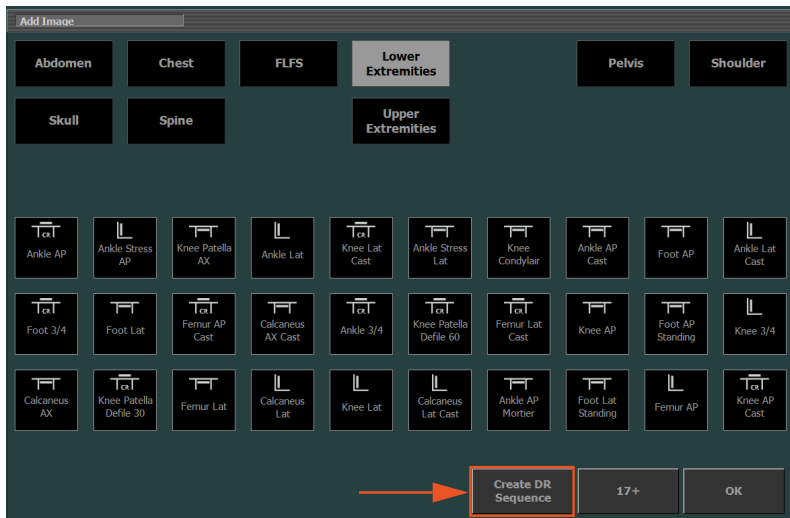 Add Image
Abdomen
Chest
FLFS
Lower
Extremities
Pelvis
Shoulder
Skull
Spine
Upper
Extremities
CR
Ankle AP
Ankle Stress
AP
Knee Patella
AX
Ankle Lat
CR
Knee Lat
Cast
Ankle Stress
Lat
Knee
Condylair
Ankle AP
Cast
Foot AP
Ankle Lat
Cast
CR
Foot 3/4
Foot Lat
CR
Femur AP
Cast
Calcaneus
AX Cast
CR
Ankle 3/4
CR
Knee Patella
Defile 60
CR
Femur Lat
Cast
Knee AP
Foot AP
Standing
Knee 3/4
Calcaneus
AX
CR
Knee Patella
Defile 30
Femur Lat
Calcaneus
Lat
Knee Lat
Calcaneus
Lat Cast
Ankle AP
Mortier
Foot Lat
Standing
Femur AP
CR
Knee AP
Cast
Create DR
Sequence
17+
OK